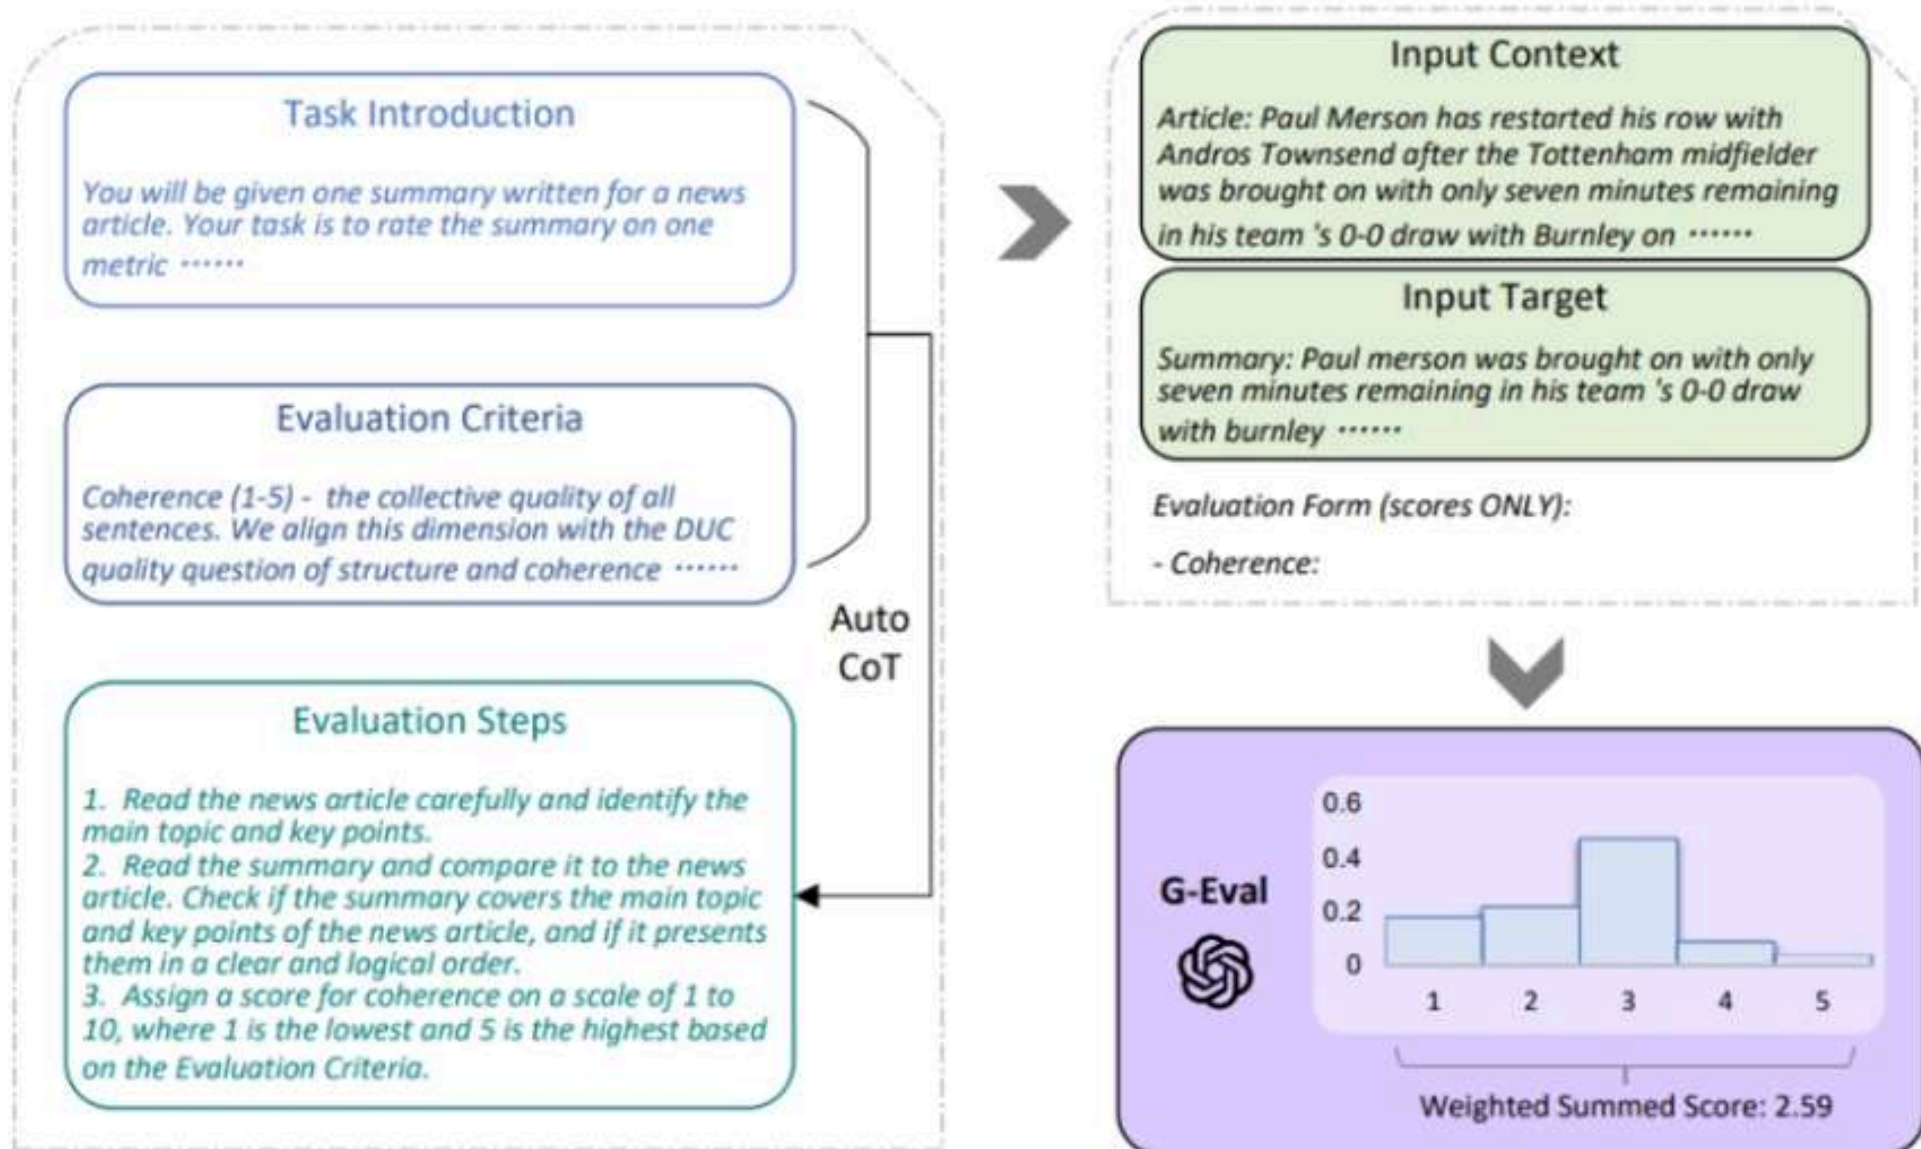 Task Introduction
You will be given one summary written for a news
article. Your task is to rate the summary on one
metric ······
Evaluation Criteria
Coherence (1-5) - the collective quality of all
sentences. We align this dimension with the DUC
quality question of structure and coherence ······
Auto
CoT
Evaluation Steps
1. Read the news article carefully and identify the
main topic and key points.
2. Read the summary and compare it to the news
article. Check if the summary covers the main topic
and key points of the news article, and if it presents
them in a clear and logical order.
3. Assign a score for coherence on a scale of 1 to
10, where 1 is the lowest and 5 is the highest based
on the Evaluation Criteria.
Input Context
Article: Paul Merson has restarted his row with
Andros Townsend after the Tottenham midfielder
was brought on with only seven minutes remaining
in his team 's 0-0 draw with Burnley on ······
Input Target
Summary: Paul merson was brought on with only
seven minutes remaining in his team 's 0-0 draw
with burnley ······
Evaluation Form (scores ONLY):
- Coherence:
G-Eval
0.6
0.4
0.2
0
1 2 3 4 5
Weighted Summed Score: 2.59